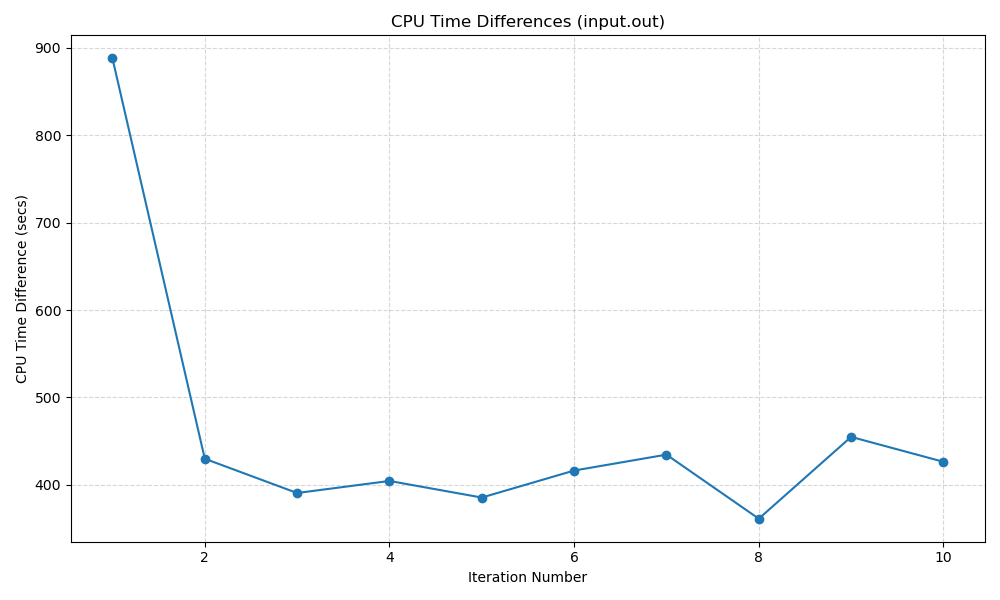 CPU Time Differences (input.out)
CPU Time Difference (secs)
900
800
700
600
500
400
2 4 6 8 10
Iteration Number